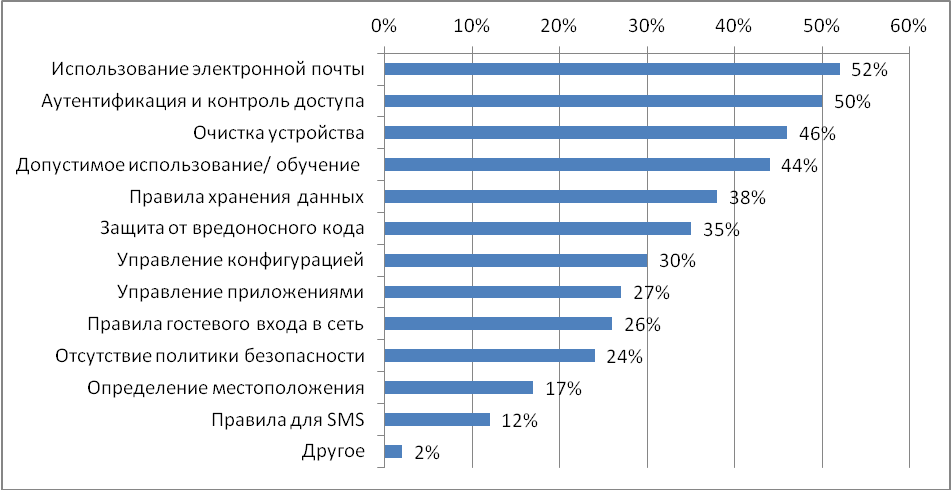 0% 10% 20% 30% 40% 50% 60%
Использование электронной почты 52%
Аутентификация и контроль доступа 50%
Очистка устройства 46%
Допустимое использование/ обучение 44%
Правила хранения данных 38%
Защита от вредоносного кода 35%
Управление конфигурацией 30%
Управление приложениями 27%
Правила гостевого входа в сеть 26%
Отсутствие политики безопасности 24%
Определение местоположения 17%
Правила для SMS 12%
Другое 2%